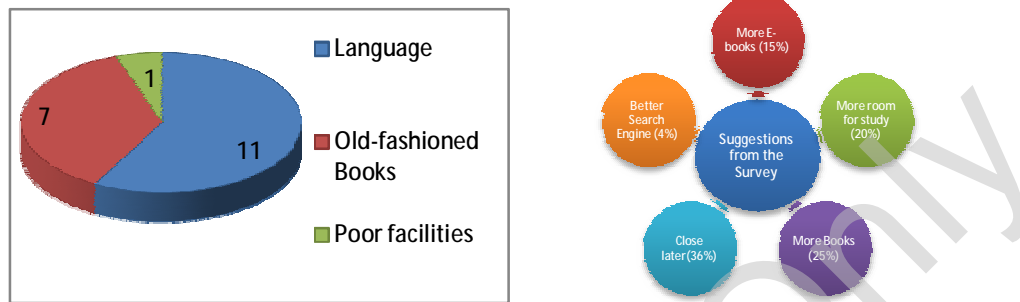 Language
Old-fashioned
Books
Poor facilities
1
7
11
More E-
books (15%)
Better
Search
Engine (4%)
More room
for study
(20%)
Suggestions
from the
Survey
Close
later(36%)
More Books
(25%)
only